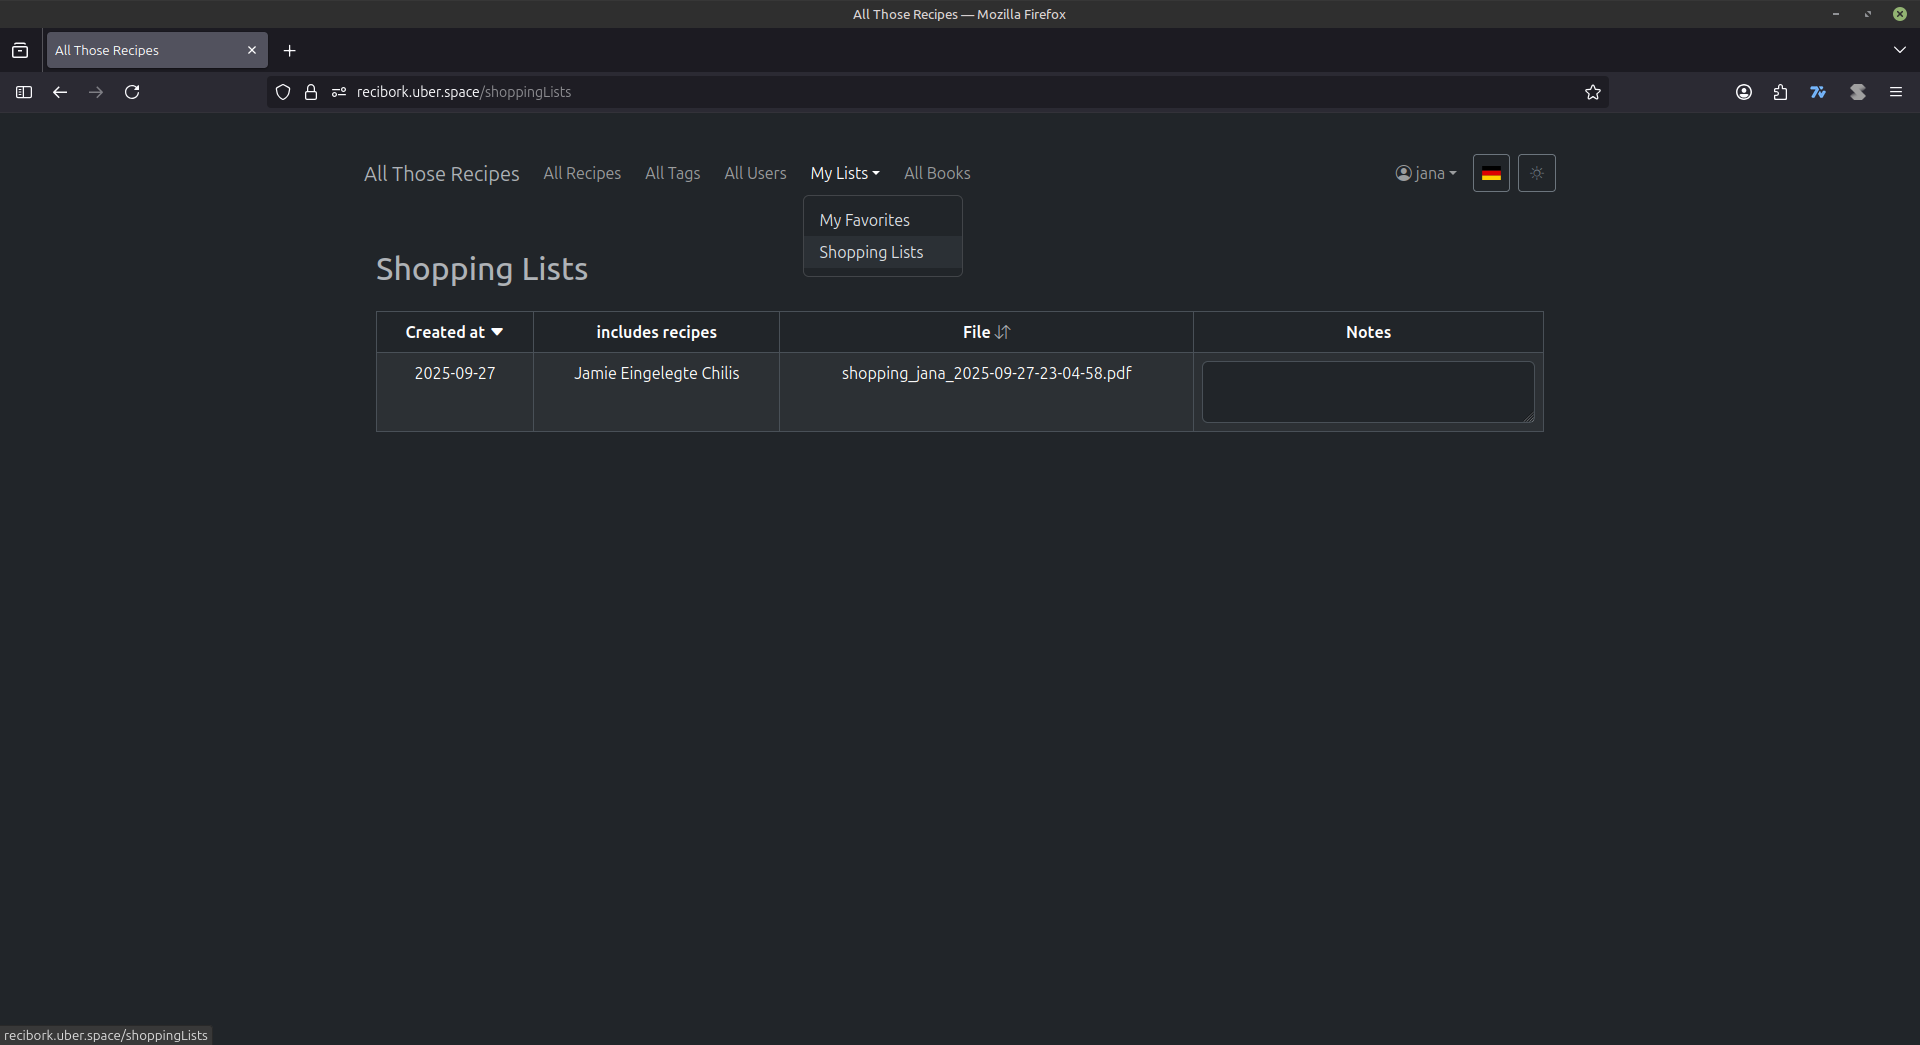 All Those Recipes — Mozilla Firefox
All Those Recipes
recibork.uber.space/shoppingLists
All Those Recipes All Recipes All Tags All Users My Lists All Books jana
My Favorites
Shopping Lists
Shopping Lists
Created at includes recipes File Notes
2025-09-27 Jamie Eingelegte Chilis shopping_jana_2025-09-27-23-04-58.pdf
recibork.uber.space/shoppingLists